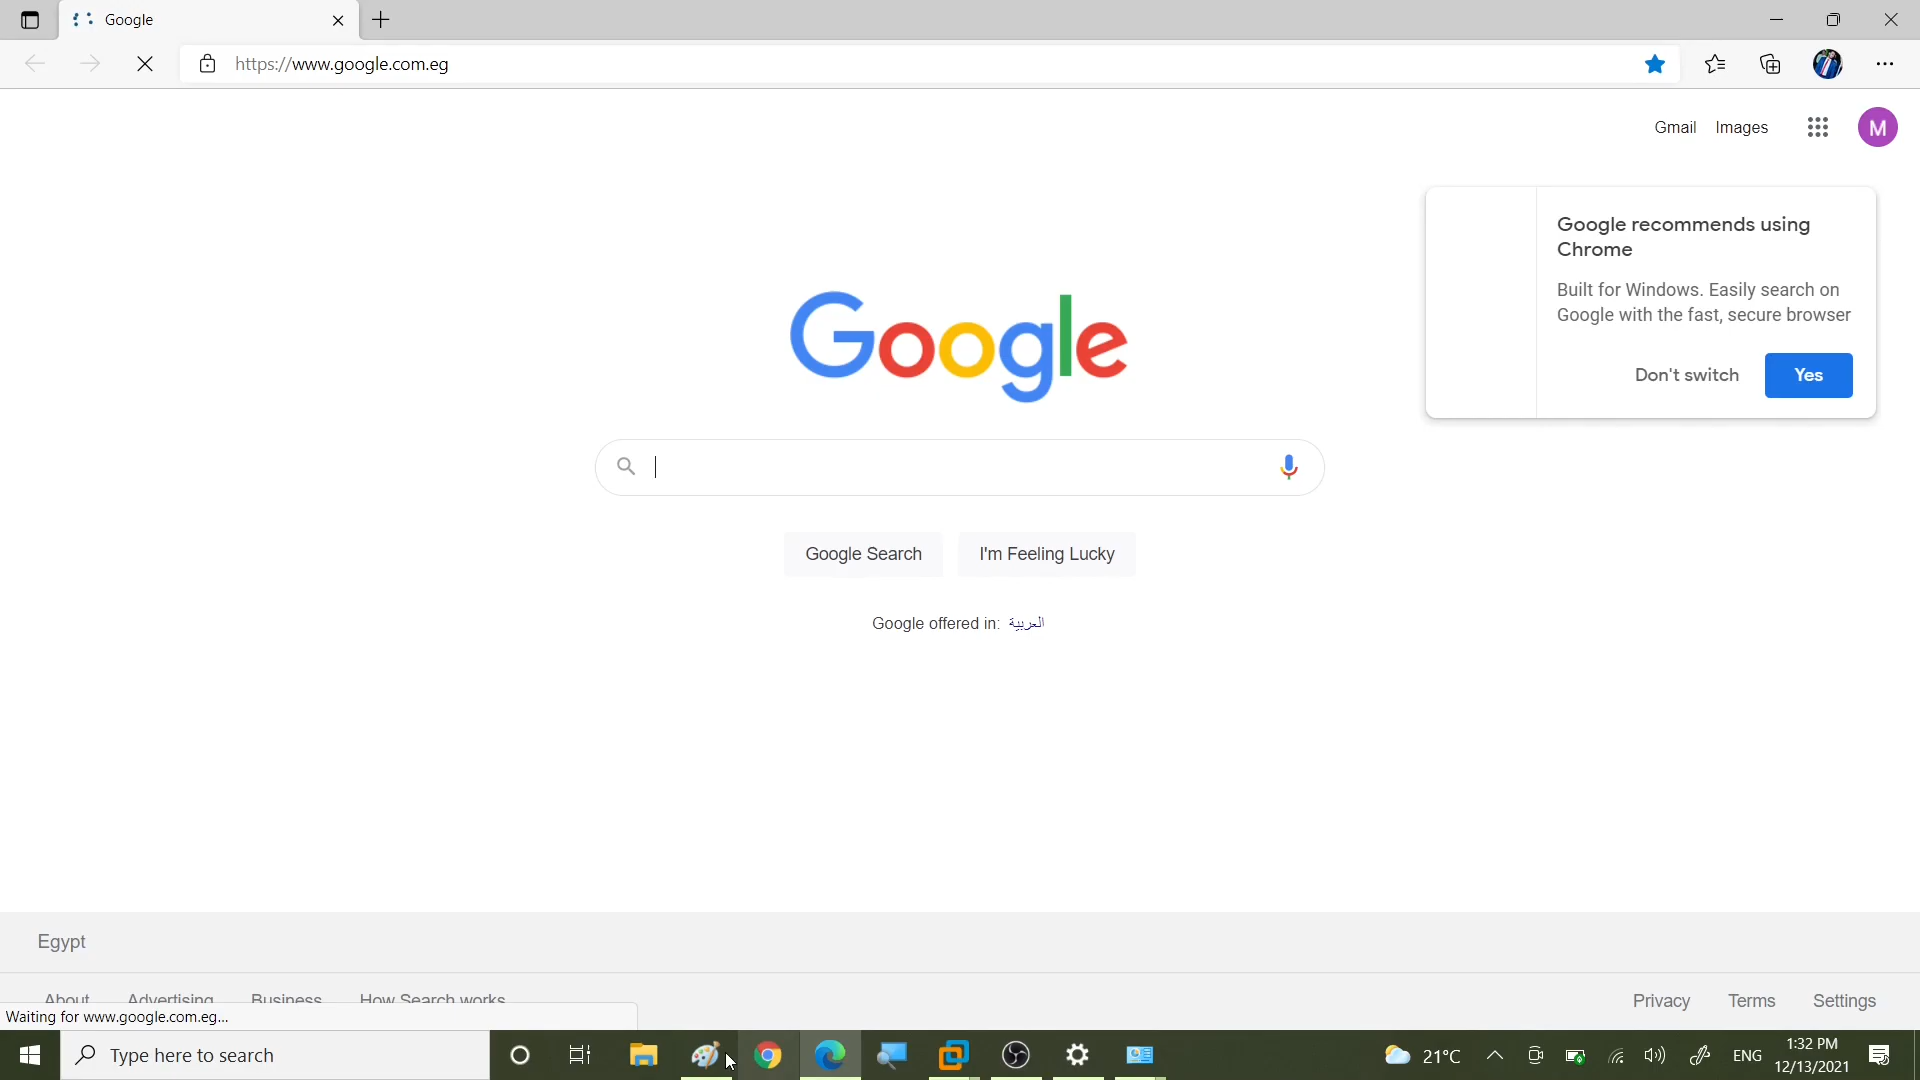 Google
https://www.google.com.eg
Gmail Images
M
Google recommends using
Chrome
Built for Windows. Easily search on
Google with the fast, secure browser
Don't switch
Yes
Google
Google Search
I'm Feeling Lucky
Google offered in: العربية
Egypt
About Advertising Business How Search works
Privacy Terms Settings
Waiting for www.google.com.eg...
Type here to search
21°C
ENG
1:32 PM
12/13/2021